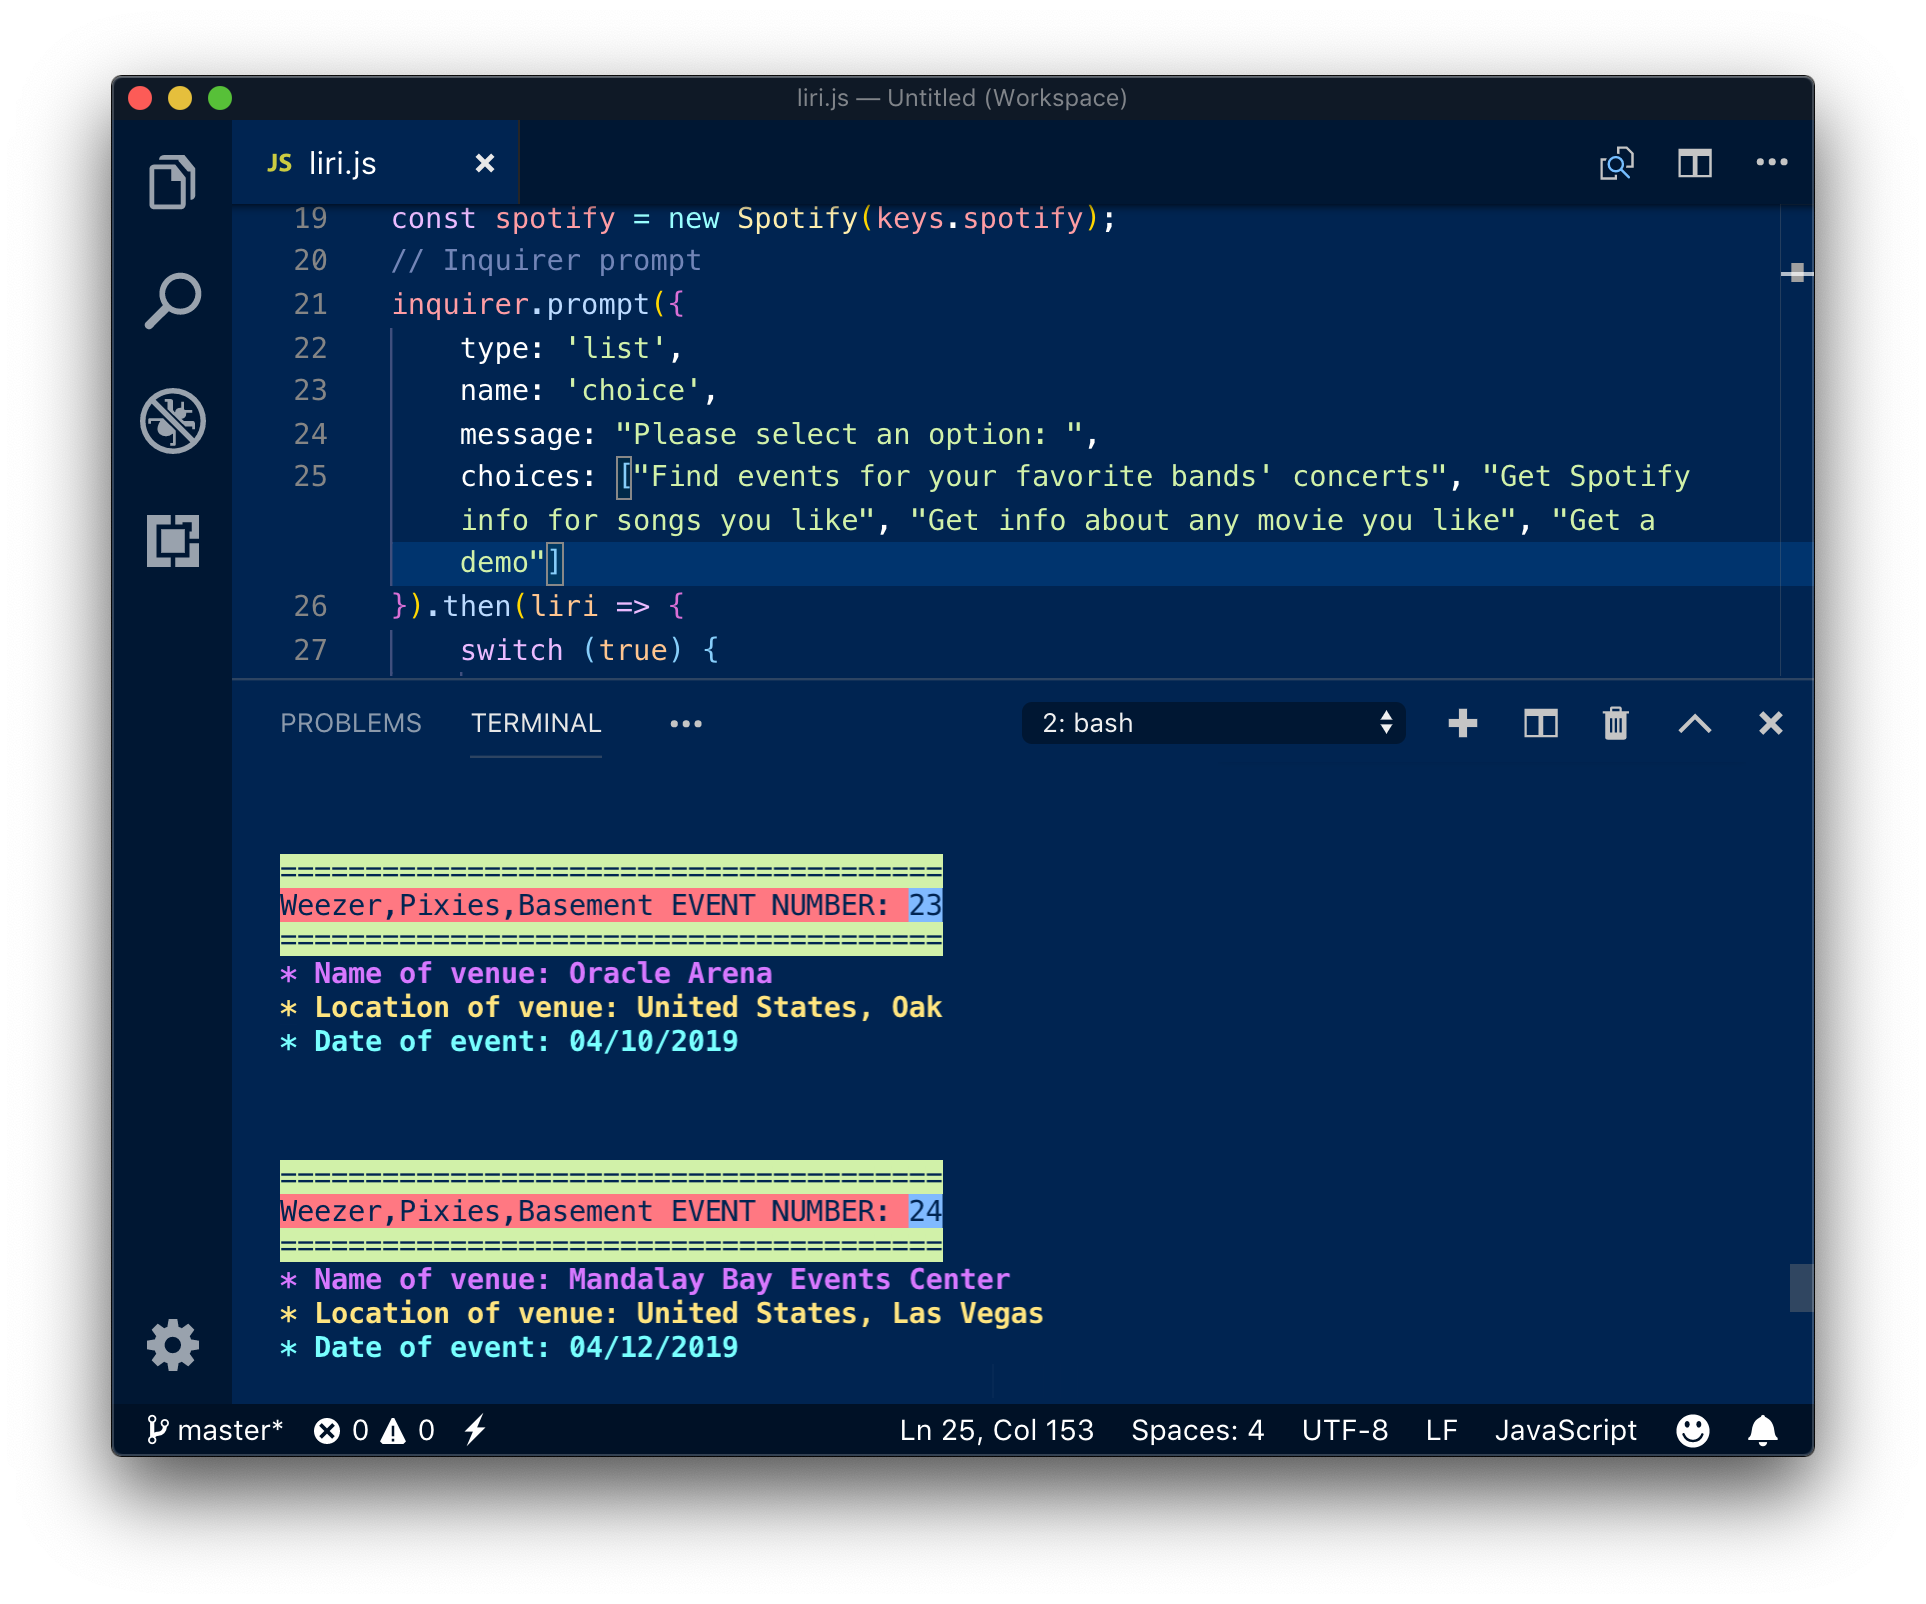 liri.js — Untitled (Workspace)
JS liri.js
19 const spotify = new Spotify(keys.spotify);
20 // Inquirer prompt
21 inquirer.prompt({
22 type: 'list',
23 name: 'choice',
24 message: "Please select an option: ",
25 choices: ["Find events for your favorite bands' concerts", "Get Spotify
info for songs you like", "Get info about any movie you like", "Get a
demo"]
26 }).then(liri => {
27 switch (true) {
PROBLEMS TERMINAL 2: bash
=======================================
Weezer,Pixies,Basement EVENT NUMBER: 23
=======================================
* Name of venue: Oracle Arena
* Location of venue: United States, Oak
* Date of event: 04/10/2019
=======================================
Weezer,Pixies,Basement EVENT NUMBER: 24
=======================================
* Name of venue: Mandalay Bay Events Center
* Location of venue: United States, Las Vegas
* Date of event: 04/12/2019
master* 0 0 Ln 25, Col 153 Spaces: 4 UTF-8 LF JavaScript